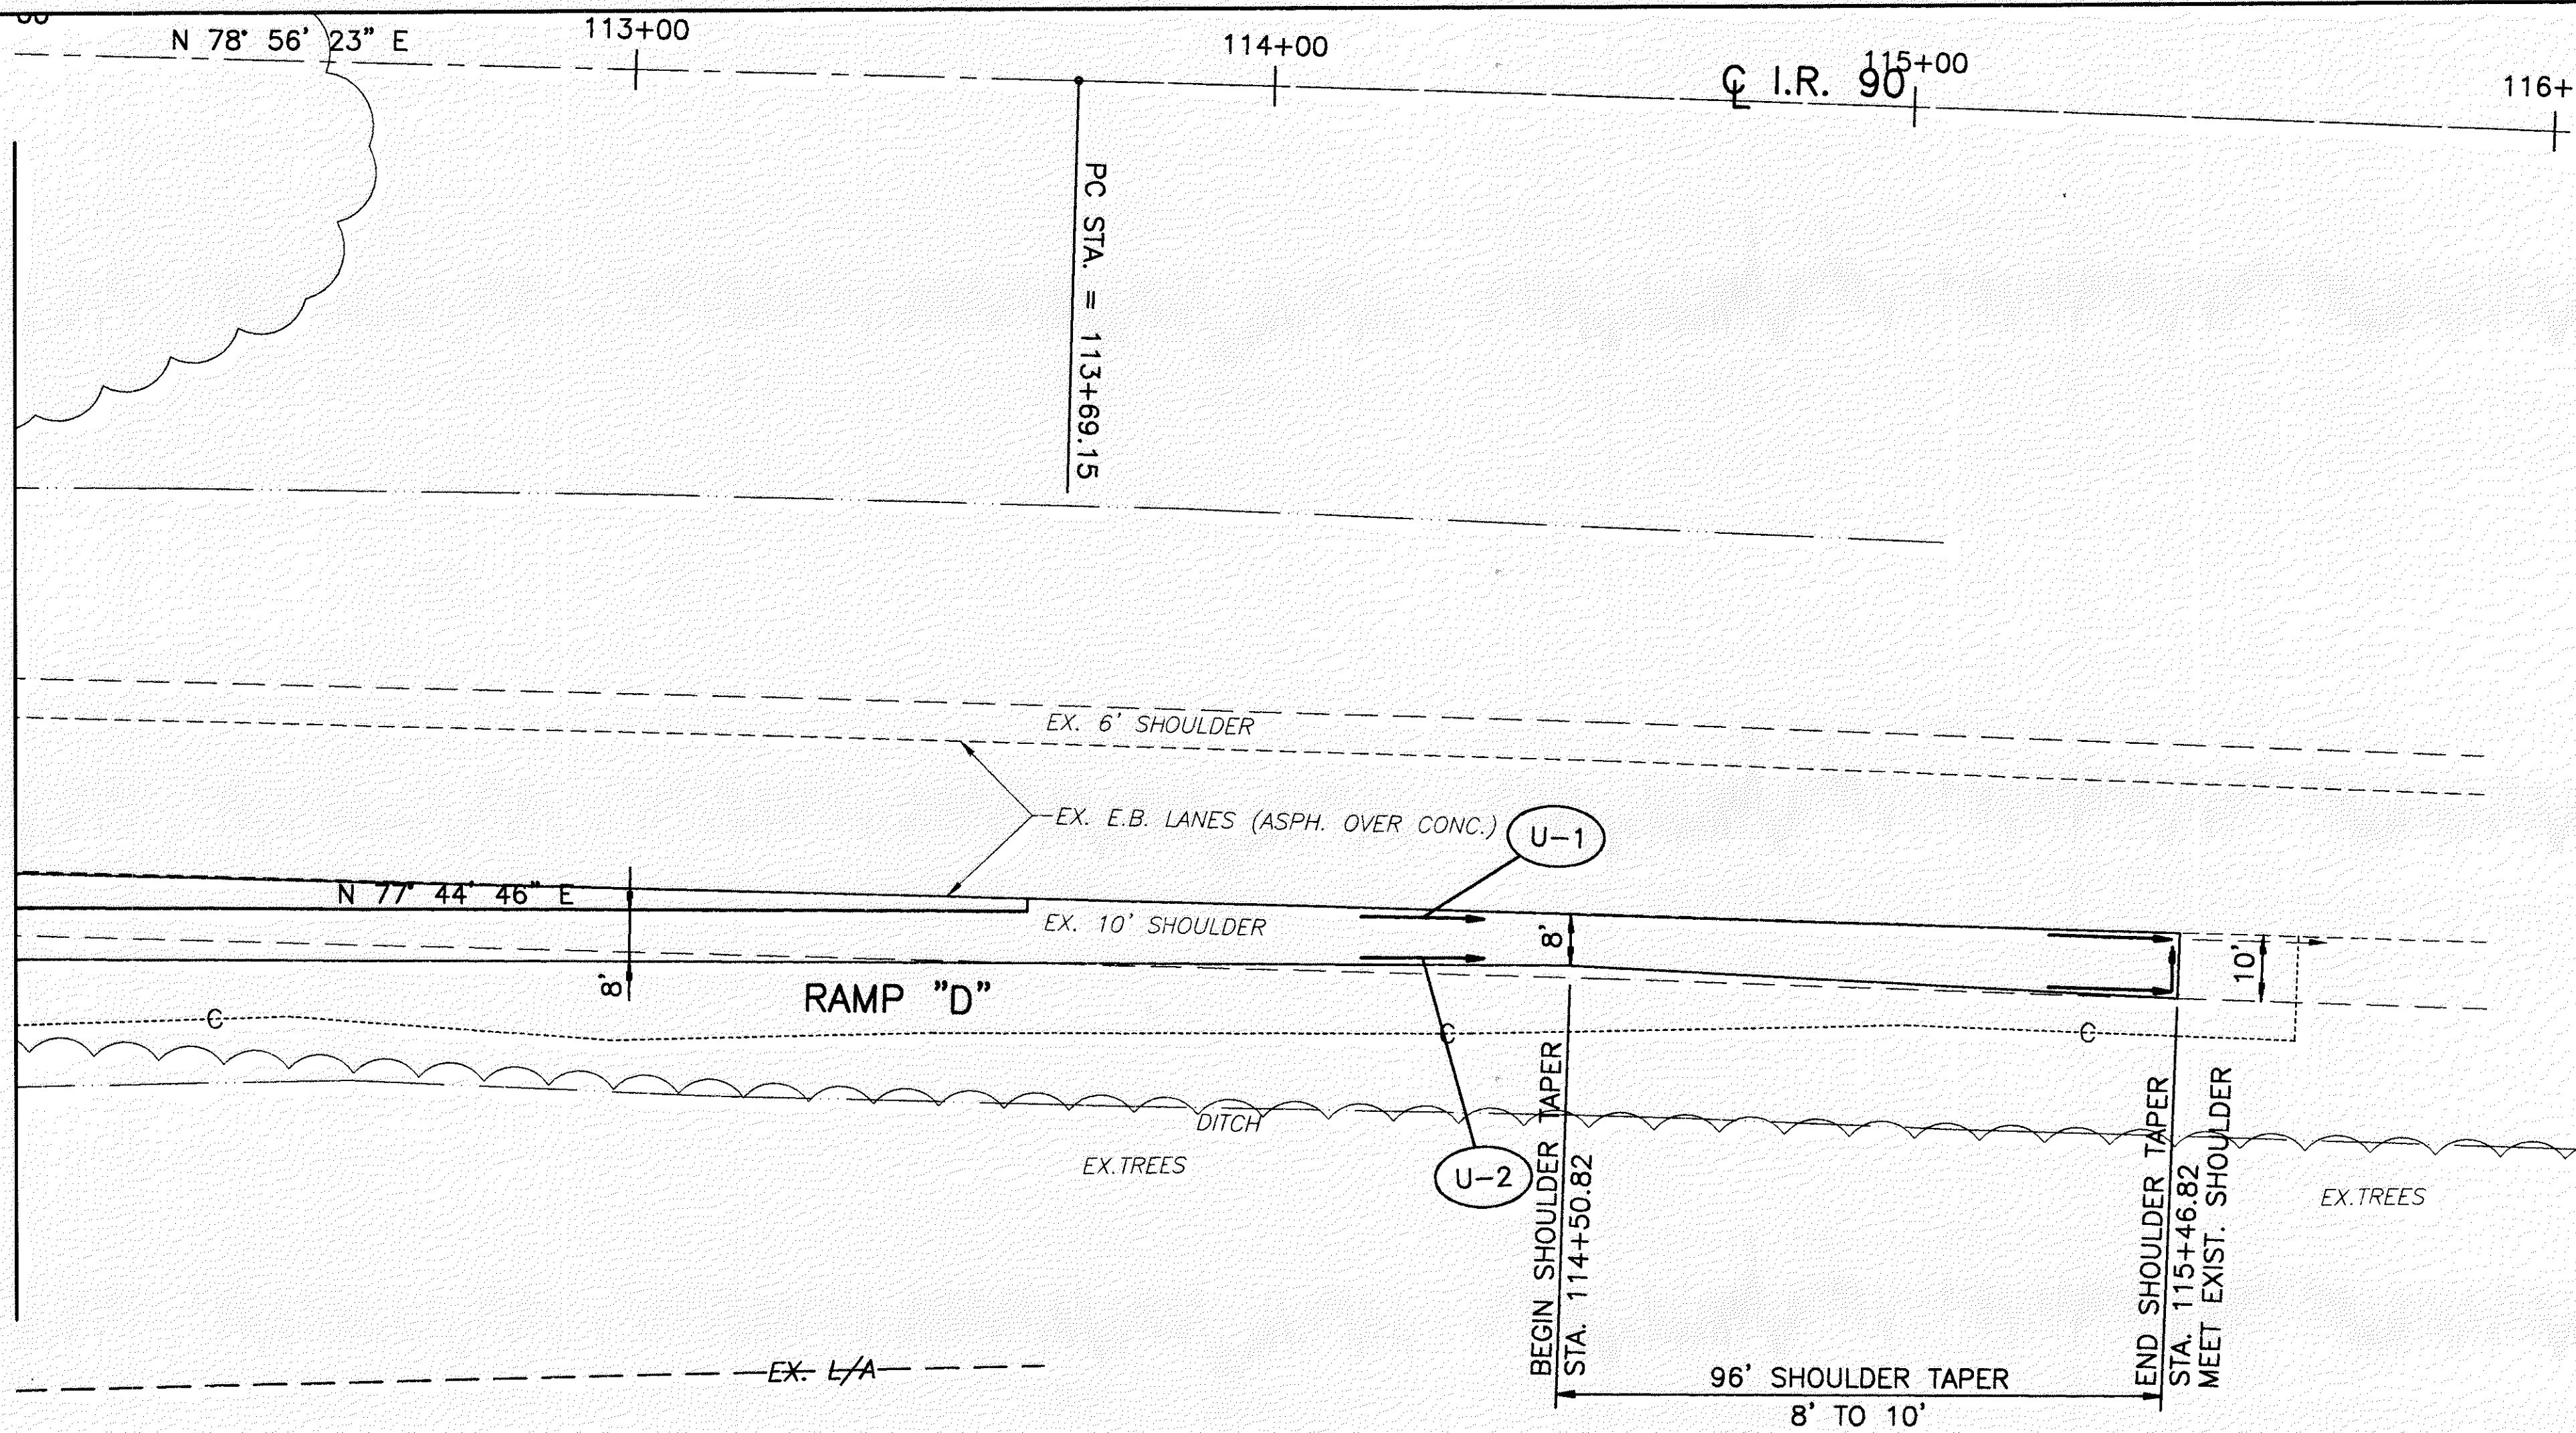 N 78° 56' 23" E
113+00
114+00
115+00
116+
℄ I.R. 90
PC STA. = 113+69.15
EX. 6' SHOULDER
EX. E.B. LANES (ASPH. OVER CONC.)
U-1
N 77° 44' 46" E
EX. 10' SHOULDER
8'
8'
10'
RAMP "D"
C
C
C
DITCH
EX.TREES
U-2
EX.TREES
BEGIN SHOULDER TAPER
STA. 114+50.82
END SHOULDER TAPER
STA. 115+46.82
MEET EXIST. SHOULDER
EX. L/A
96' SHOULDER TAPER
8' TO 10'